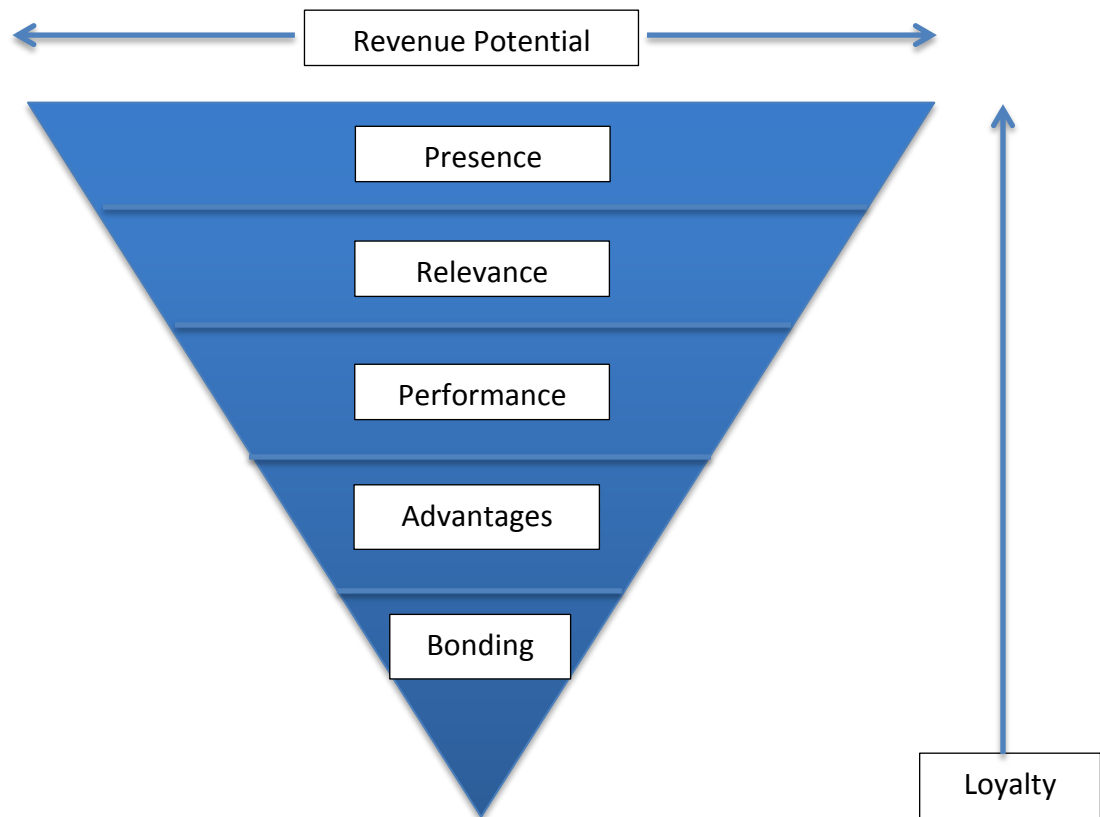 Revenue Potential
Presence
Relevance
Performance
Advantages
Bonding
Loyalty